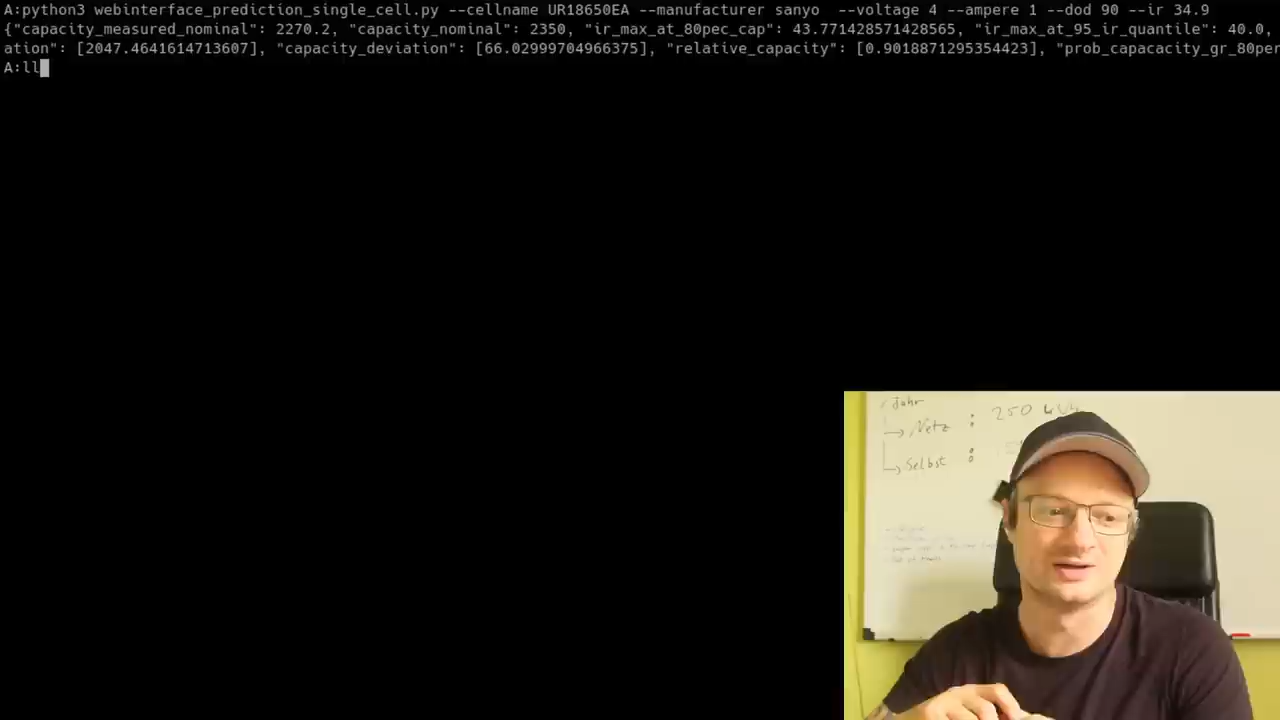 A:python3 webinterface_prediction_single_cell.py --cellname UR18650EA --manufacturer sanyo  --voltage 4 --ampere 1 --dod 90 --ir 34.9
{"capacity_measured_nominal": 2270.2, "capacity_nominal": 2350, "ir_max_at_80pec_cap": 43.771428571428565, "ir_max_at_95_ir_quantile": 40.0,
ation": [2047.4641614713607], "capacity_deviation": [66.02999704966375], "relative_capacity": [0.9018871295354423], "prob_capacacity_gr_80per
A:ll
Jahr
→ Netz : 250
→ Selbst :